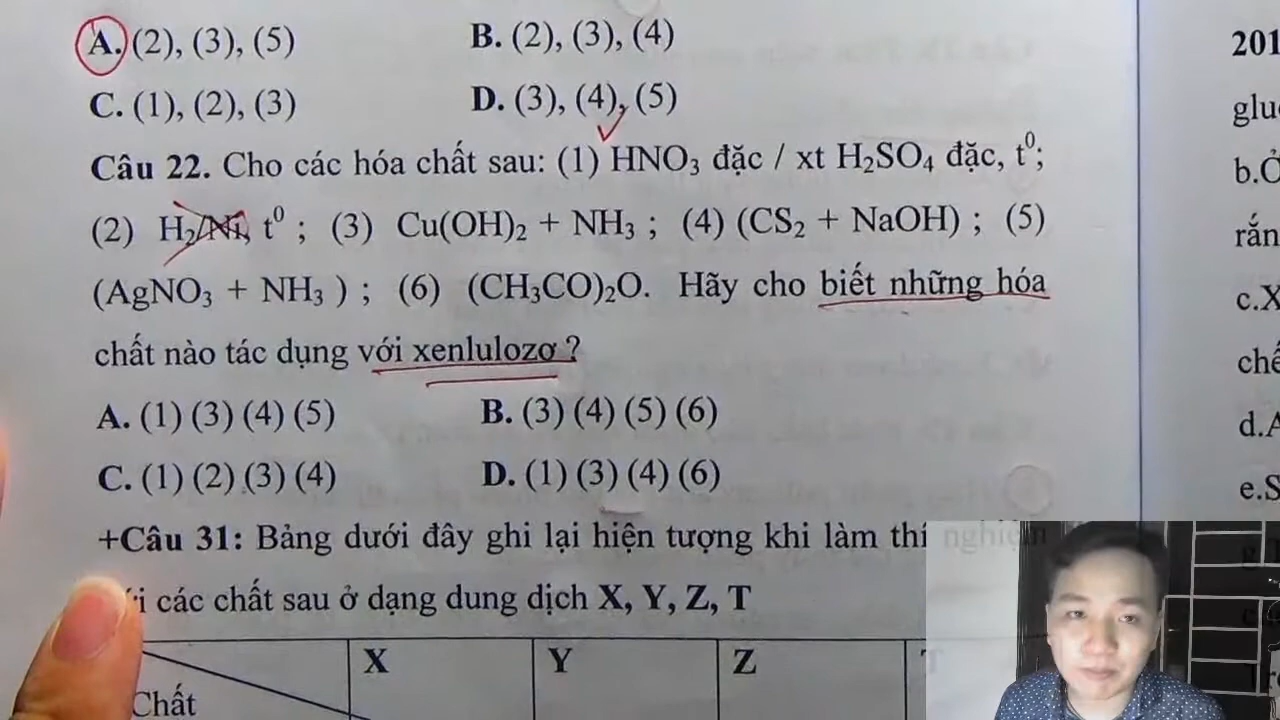 A. (2), (3), (5)
B. (2), (3), (4)
C. (1), (2), (3)
D. (3), (4), (5)
Câu 22. Cho các hóa chất sau: (1) HNO₃ đặc / xt H₂SO₄ đặc, t⁰;
(2) H₂/Ni, t⁰ ; (3) Cu(OH)₂ + NH₃ ; (4) (CS₂ + NaOH) ; (5)
(AgNO₃ + NH₃ ) ; (6) (CH₃CO)₂O. Hãy cho biết những hóa
chất nào tác dụng với xenlulozơ ?
A. (1) (3) (4) (5)
B. (3) (4) (5) (6)
C. (1) (2) (3) (4)
D. (1) (3) (4) (6)
+Câu 31: Bảng dưới đây ghi lại hiện tượng khi làm thí nghiệm
các chất sau ở dạng dung dịch X, Y, Z, T
X
Y
Z
T
Chất
201
b.Ở
rắn
c.X
d.A
e.S